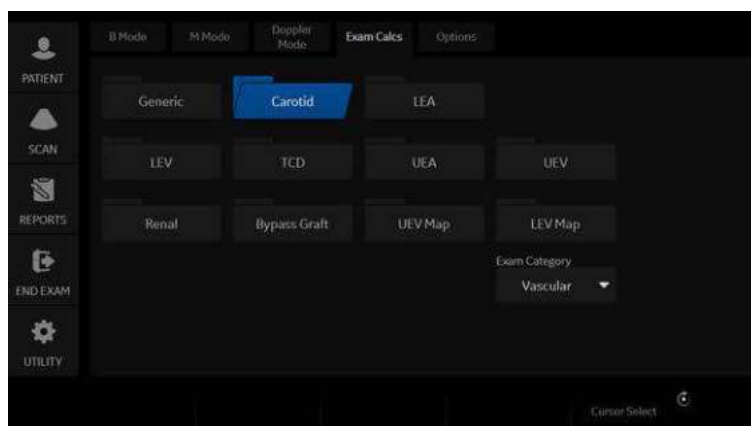 B Mode
M Mode
Doppler
Mode
Exam Calcs
Options
PATIENT
Generic
Carotid
LEA
SCAN
LEV
TCD
UEA
UEV
REPORTS
Renal
Bypass Graft
UEV Map
LEV Map
Exam Category
END EXAM
Vascular
UTILITY
Cursor Select